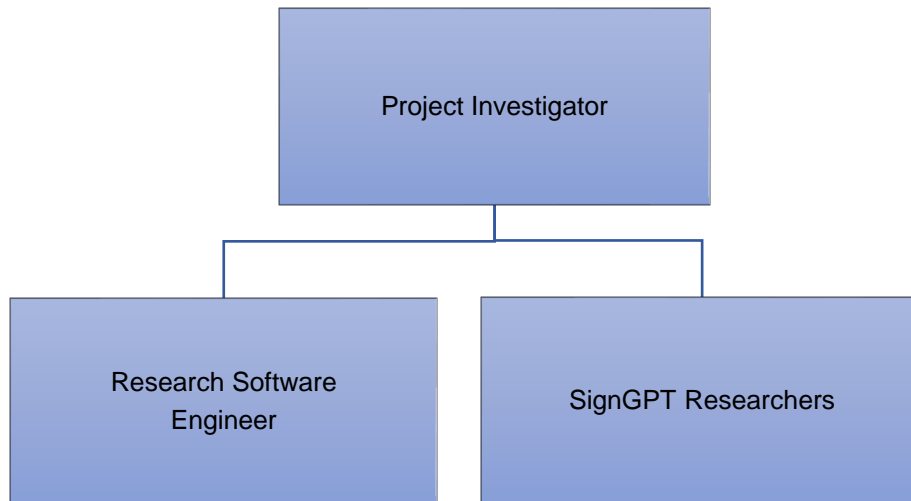 Project Investigator
Research Software
Engineer
SignGPT Researchers